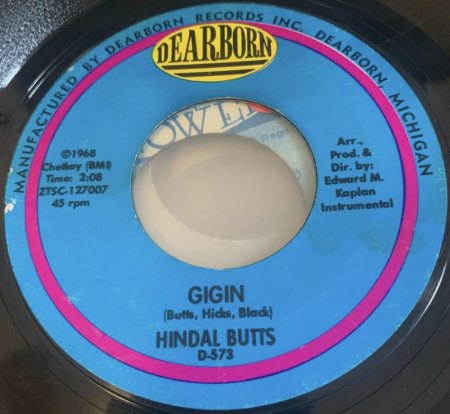 DEARBORN
MANUFACTURED BY DEARBORN RECORDS INC. DEARBORN, MICHIGAN
©1968
Chatkay (BMI)
Time: 2:08
ZTSC-127007
45 rpm
Arr.,
Prod. &
Dir. by:
Edward M.
Kaplan
Instrumental
GIGIN
(Butts, Hicks, Black)
HINDAL BUTTS
D-573